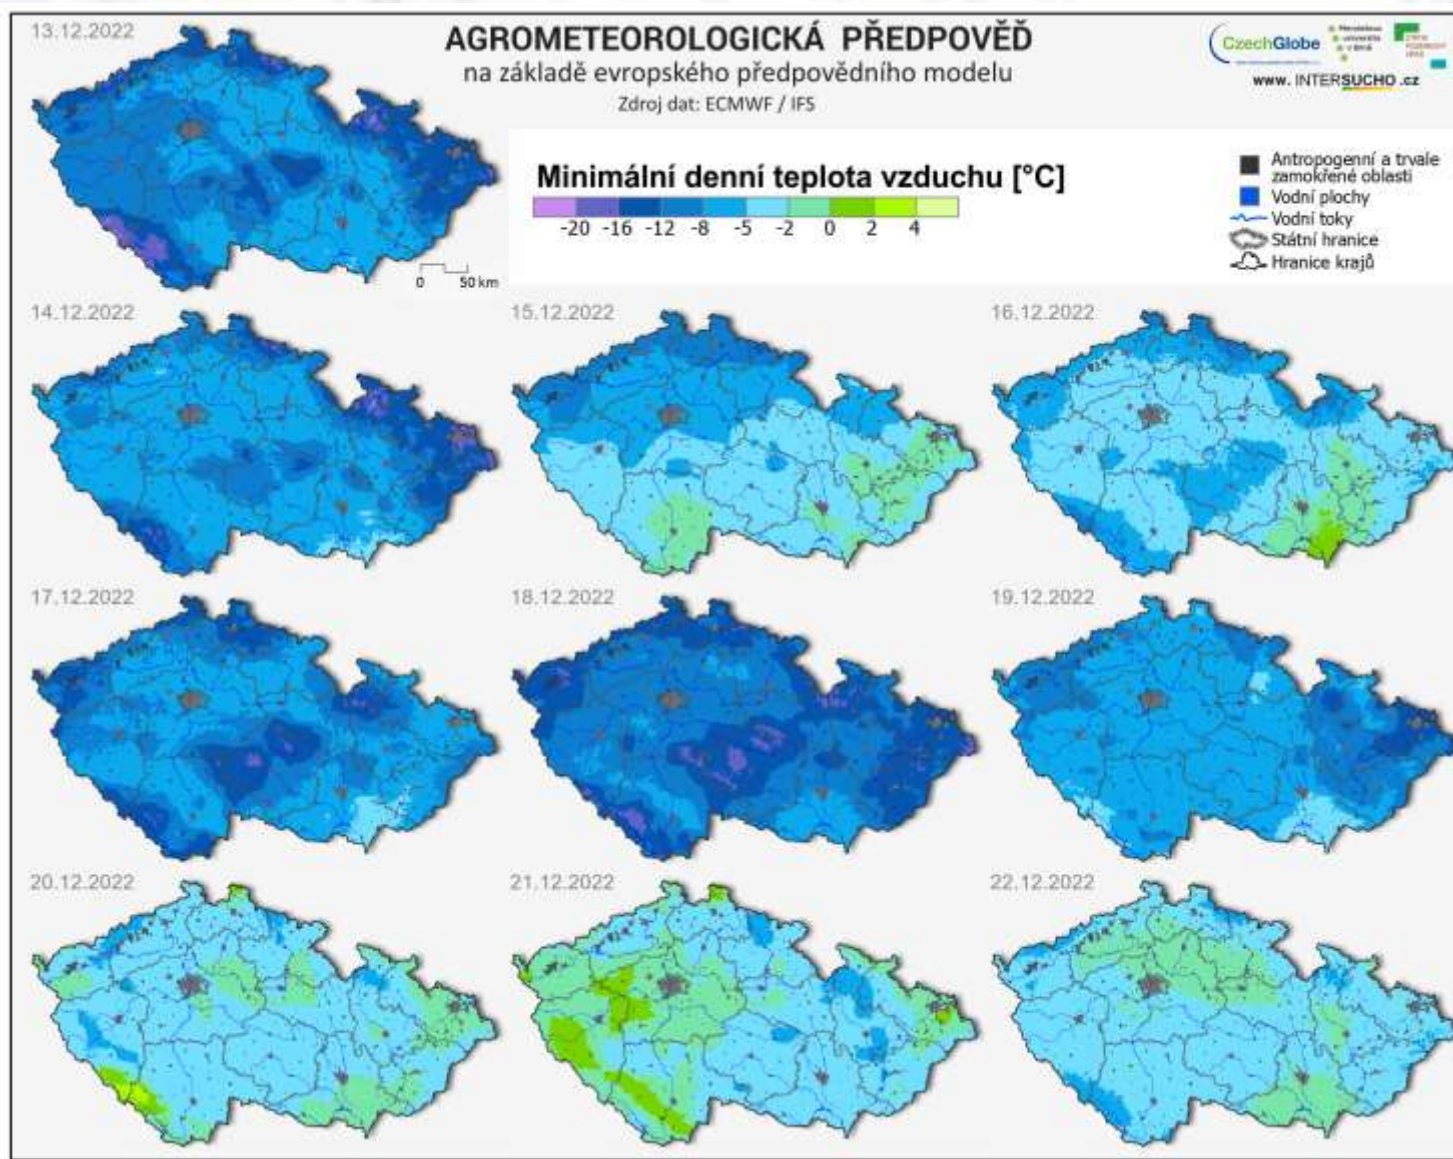 13.12.2022
AGROMETEOROLOGICKÁ PŘEDPOVĚĎ
na základě evropského předpovědního modelu
Zdroj dat: ECMWF / IFS
CzechGlobe
Mendelova
univerzita
v Brně
www. INTERSUCHO .cz
Minimální denní teplota vzduchu [°C]
-20 -16 -12 -8 -5 -2 0 2 4
Antropogenní a trvale
zamokřené oblasti
Vodní plochy
Vodní toky
Státní hranice
Hranice krajů
0 50 km
14.12.2022
15.12.2022
16.12.2022
17.12.2022
18.12.2022
19.12.2022
20.12.2022
21.12.2022
22.12.2022